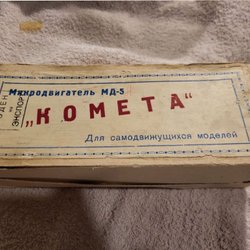 Микродвигатель МД-5
„КОМЕТА“
Для самодвижущихся моделей